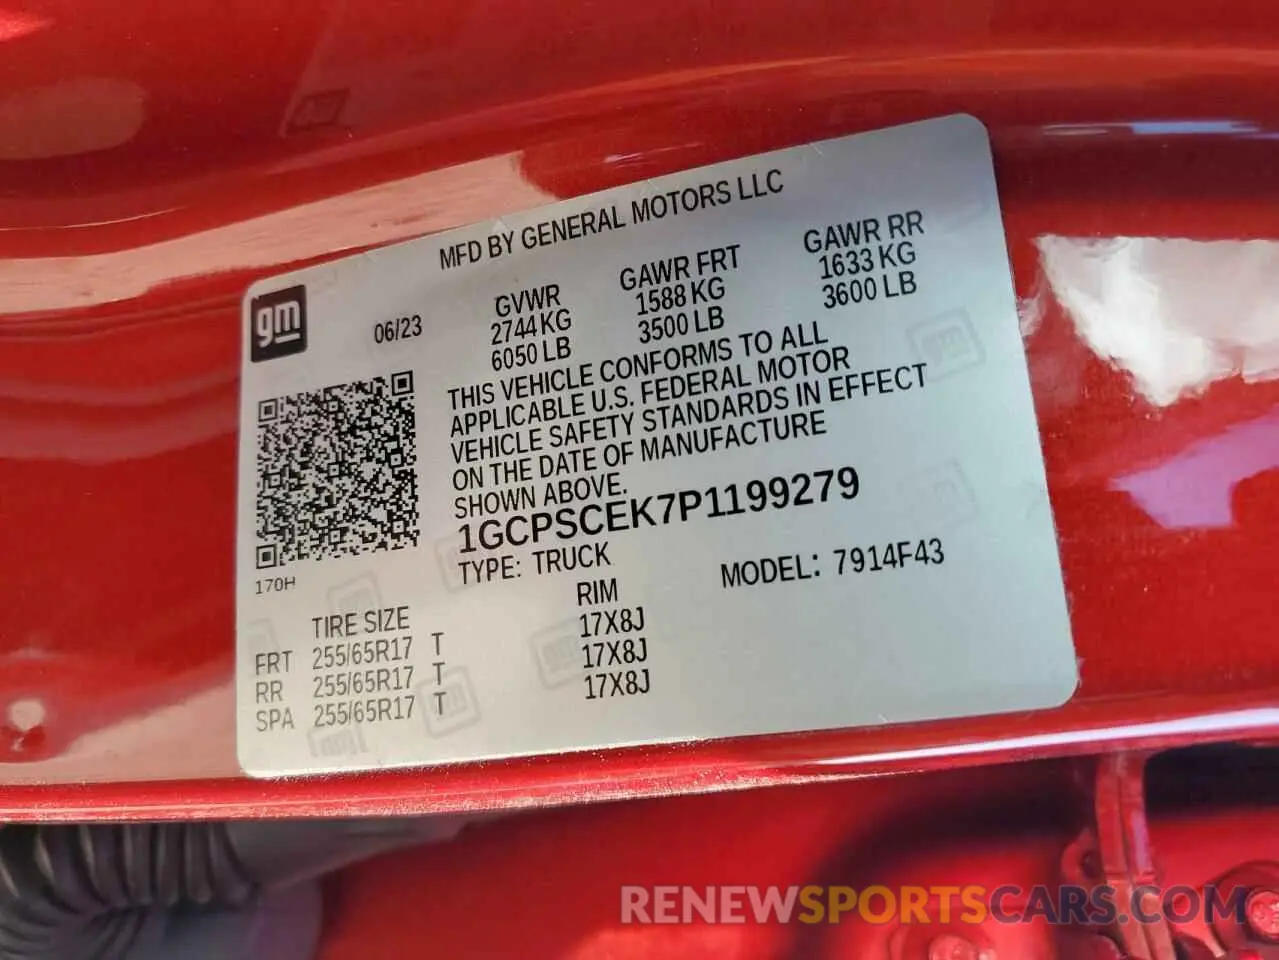 MFD BY GENERAL MOTORS LLC
gm
06/23
GVWR GAWR FRT GAWR RR
2744 KG 1588 KG 1633 KG
6050 LB 3500 LB 3600 LB
THIS VEHICLE CONFORMS TO ALL
APPLICABLE U.S. FEDERAL MOTOR
VEHICLE SAFETY STANDARDS IN EFFECT
ON THE DATE OF MANUFACTURE
SHOWN ABOVE.
1GCPSCEK7P1199279
TYPE: TRUCK MODEL: 7914F43
170H
TIRE SIZE RIM
FRT 255/65R17 T 17X8J
RR 255/65R17 T 17X8J
SPA 255/65R17 T 17X8J
RENEWSPORTSCARS.COM